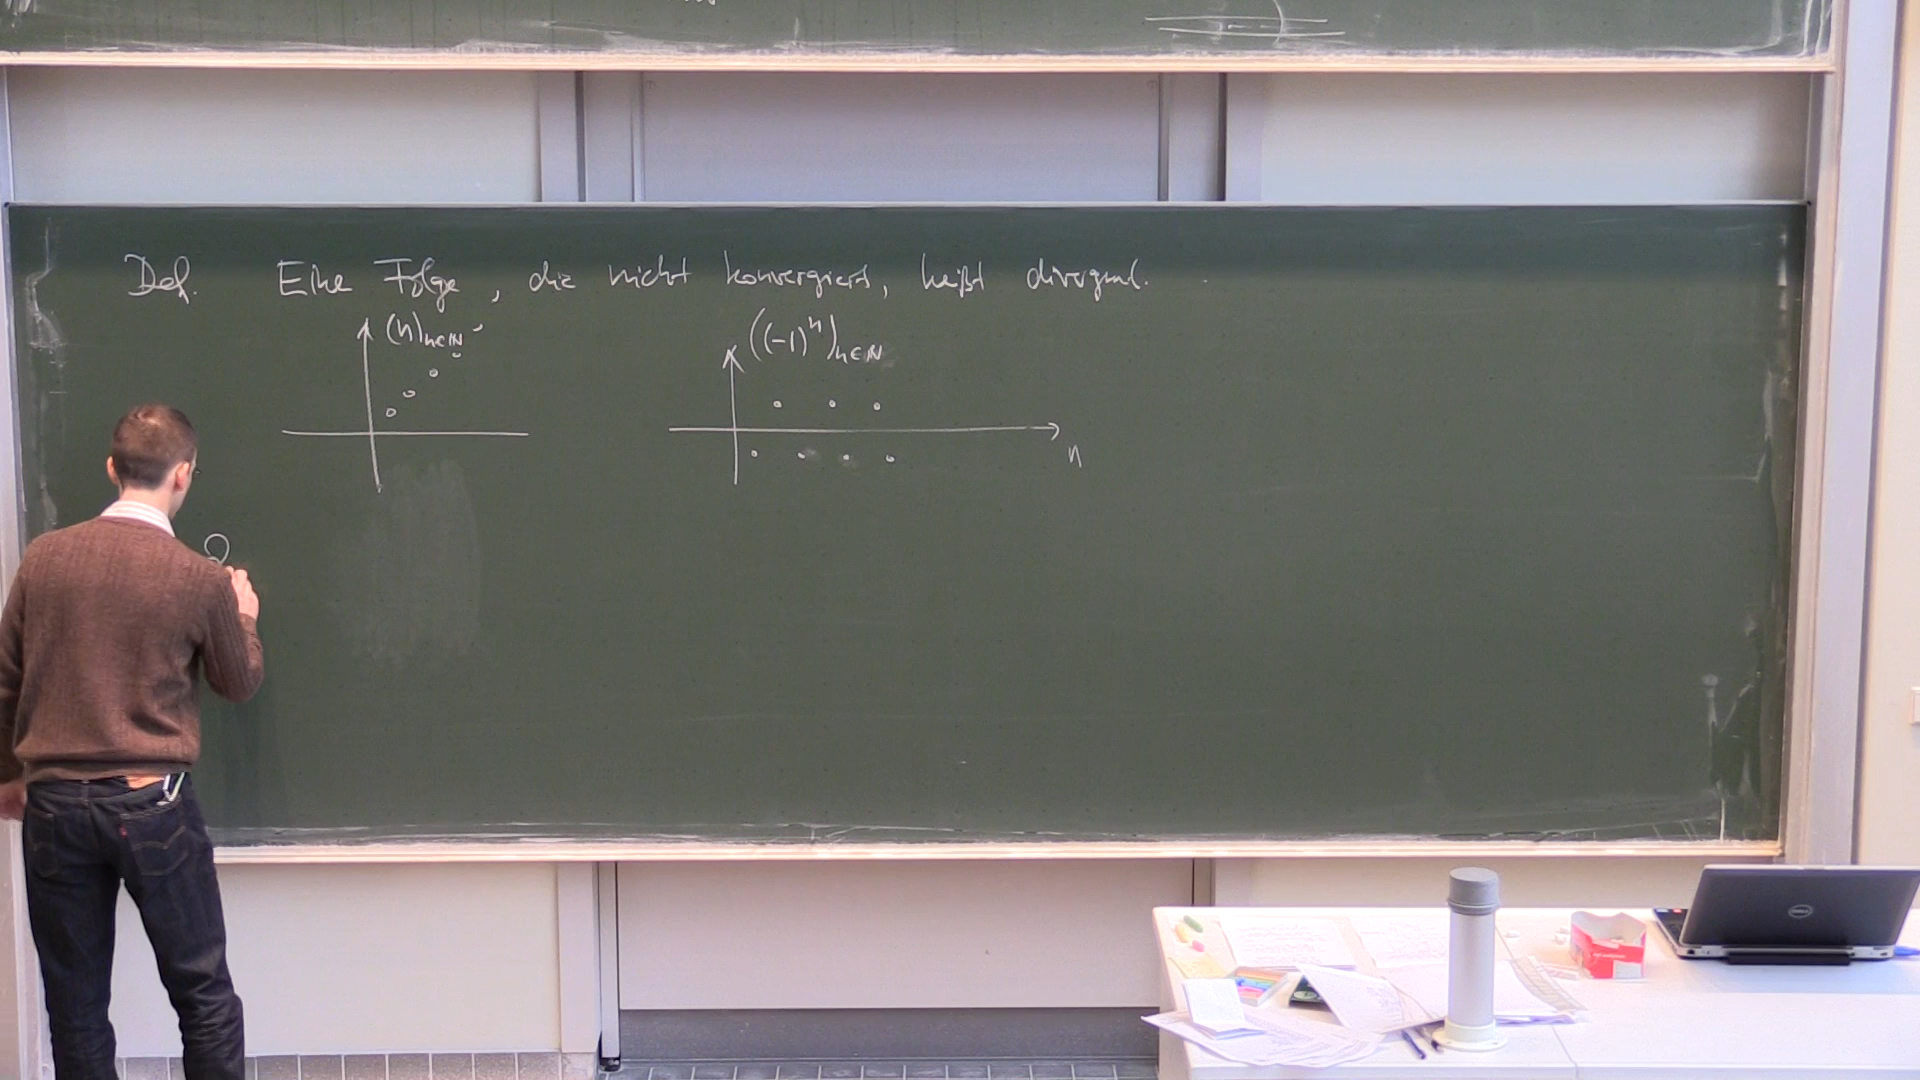 Def. Eine Folge, die nicht konvergiert, heißt divergent.
(n)_{n∈ℕ}
((-1)^n)_{n∈ℕ}
n